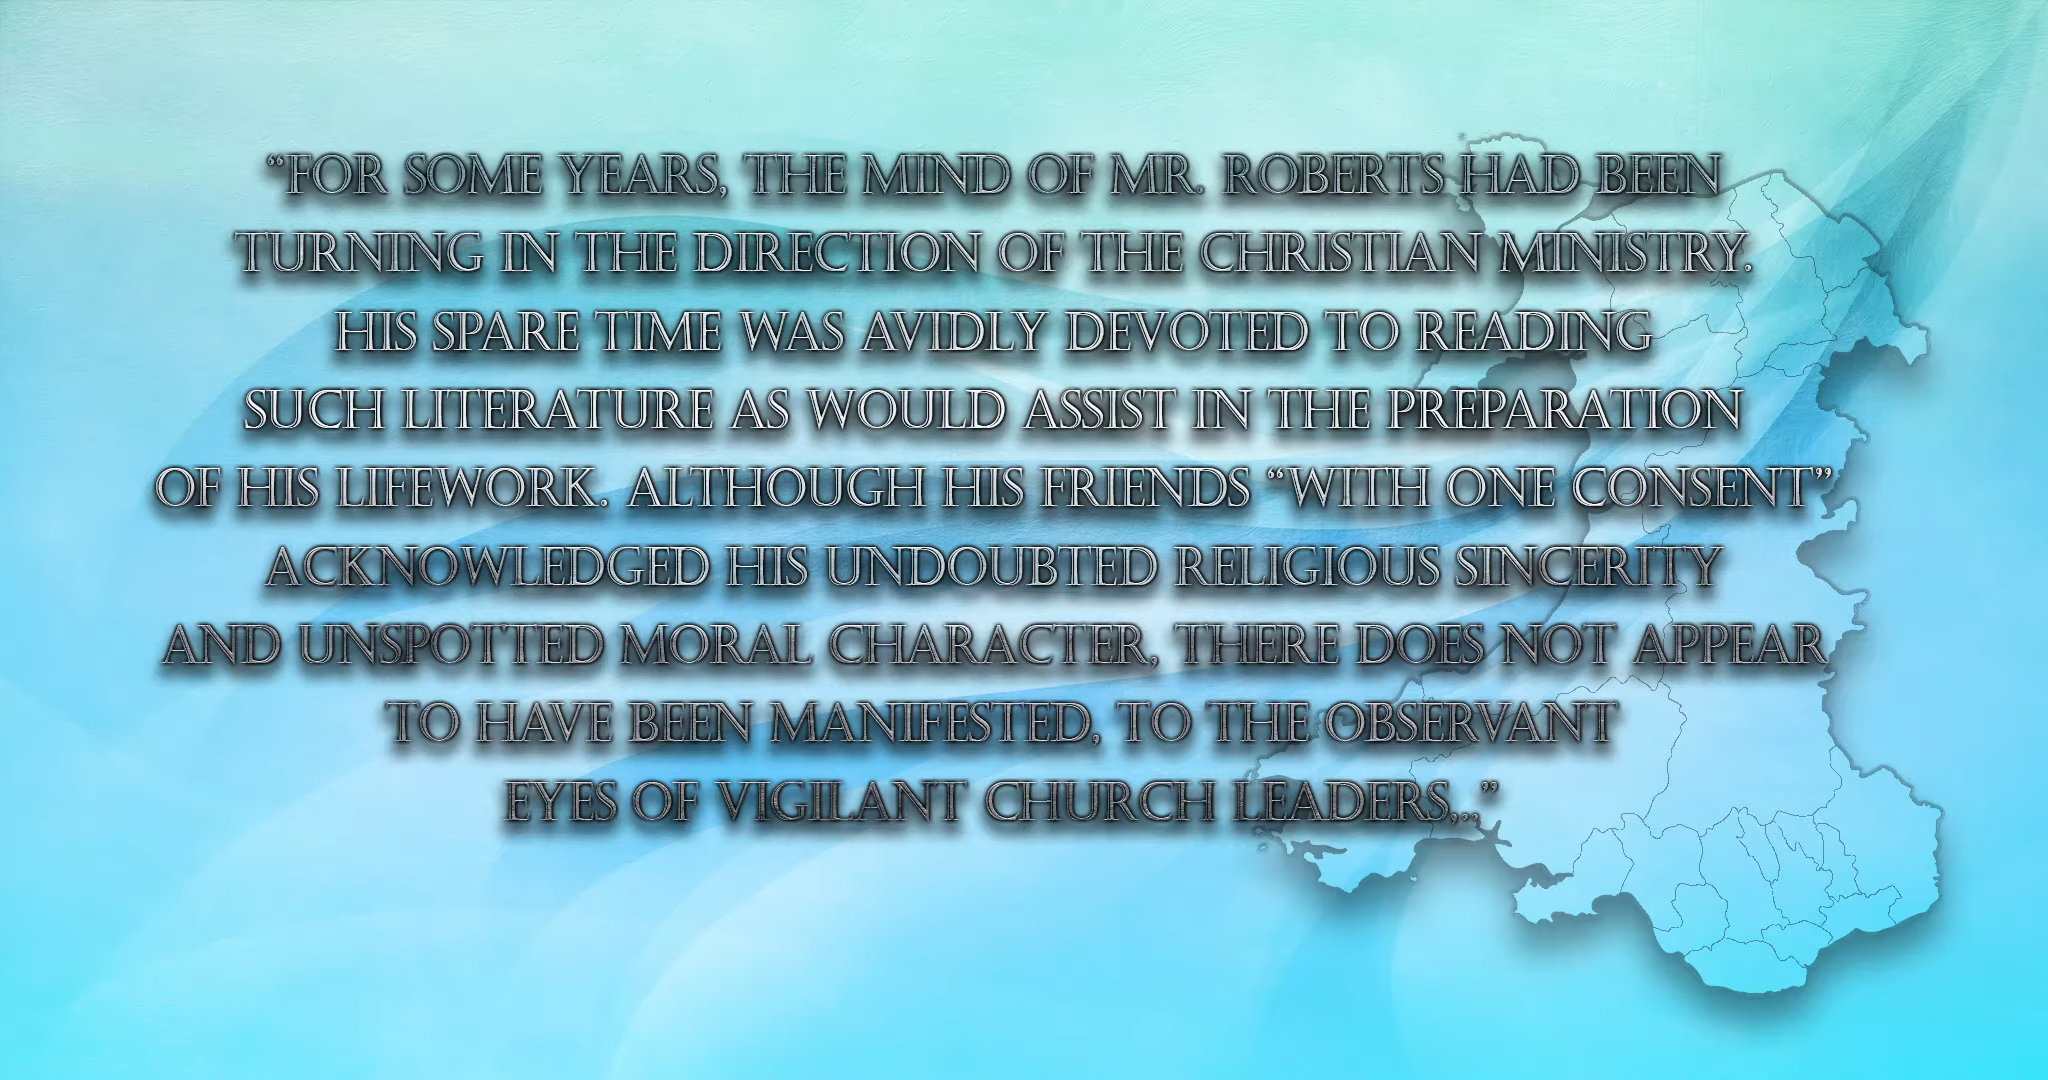 “FOR SOME YEARS, THE MIND OF MR. ROBERTS HAD BEEN
TURNING IN THE DIRECTION OF THE CHRISTIAN MINISTRY.
HIS SPARE TIME WAS AVIDLY DEVOTED TO READING
SUCH LITERATURE AS WOULD ASSIST IN THE PREPARATION
OF HIS LIFEWORK. ALTHOUGH HIS FRIENDS “WITH ONE CONSENT”
ACKNOWLEDGED HIS UNDOUBTED RELIGIOUS SINCERITY
AND UNSPOTTED MORAL CHARACTER, THERE DOES NOT APPEAR
TO HAVE BEEN MANIFESTED, TO THE OBSERVANT
EYES OF VIGILANT CHURCH LEADERS,..”